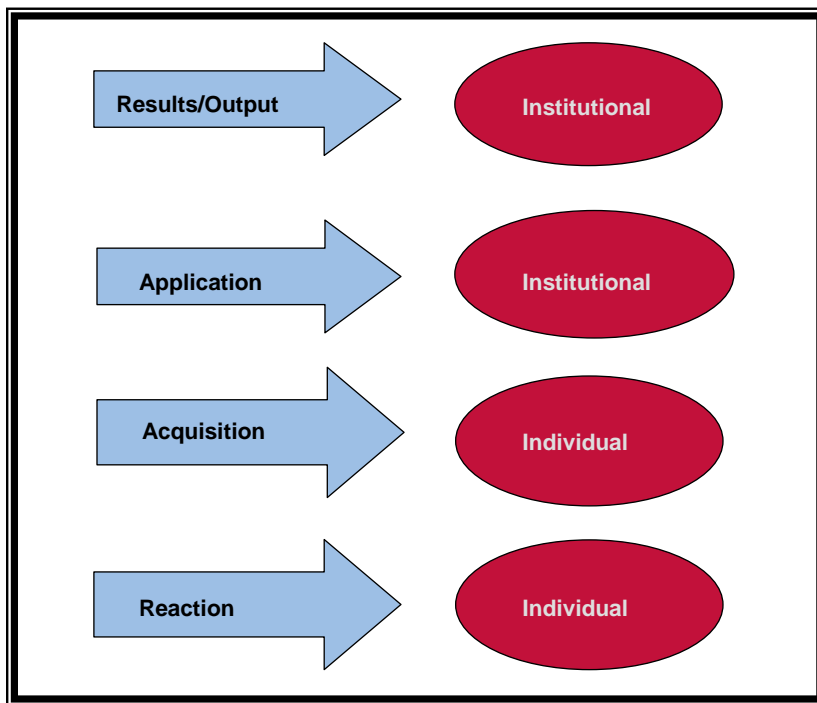 Results/Output
Institutional
Application
Institutional
Acquisition
Individual
Reaction
Individual